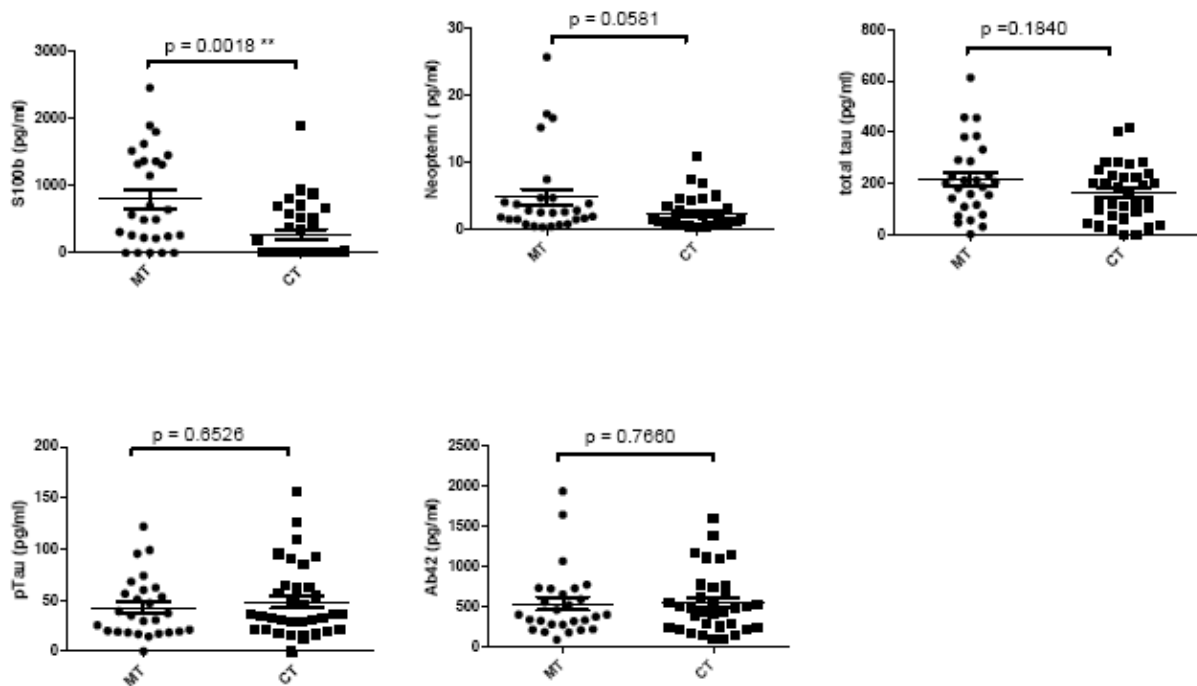 p = 0.0018 **
S100b (pg/ml)
3000
2000
1000
0
MT
CT
p = 0.0581
Neopterin ( pg/ml)
30
20
10
0
MT
CT
p =0.1840
total tau (pg/ml)
800
600
400
200
0
MT
CT
p = 0.6526
pTau (pg/ml)
200
150
100
50
0
MT
CT
p = 0.7660
Ab42 (pg/ml)
2500
2000
1500
1000
500
0
MT
CT